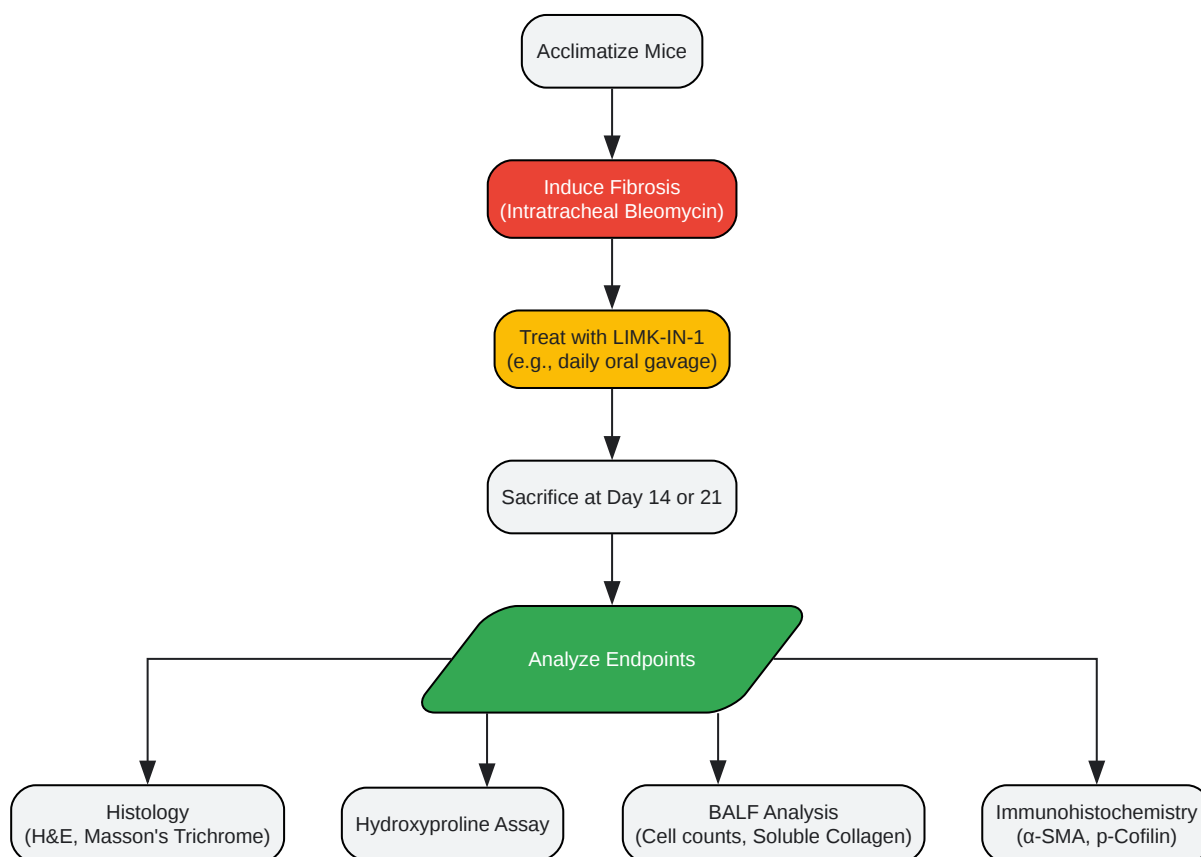 Acclimatize Mice
Induce Fibrosis
(Intratracheal Bleomycin)
Treat with LIMK-IN-1
(e.g., daily oral gavage)
Sacrifice at Day 14 or 21
Analyze Endpoints
Histology
(H&E, Masson's Trichrome)
Hydroxyproline Assay
BALF Analysis
(Cell counts, Soluble Collagen)
Immunohistochemistry
(α-SMA, p-Cofilin)